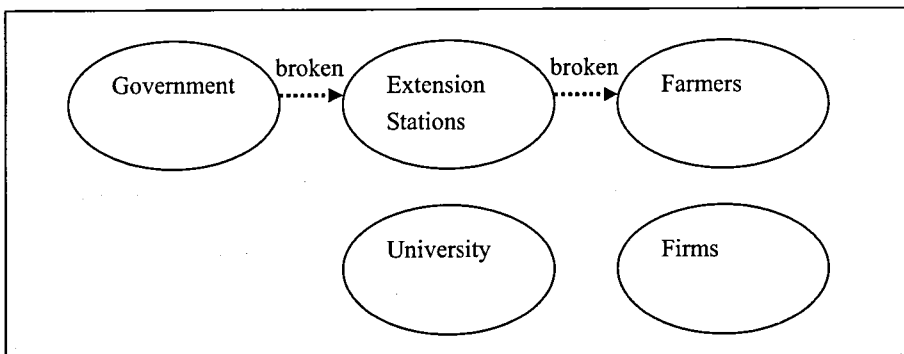 broken broken
Government Extension Farmers
Stations
University Firms